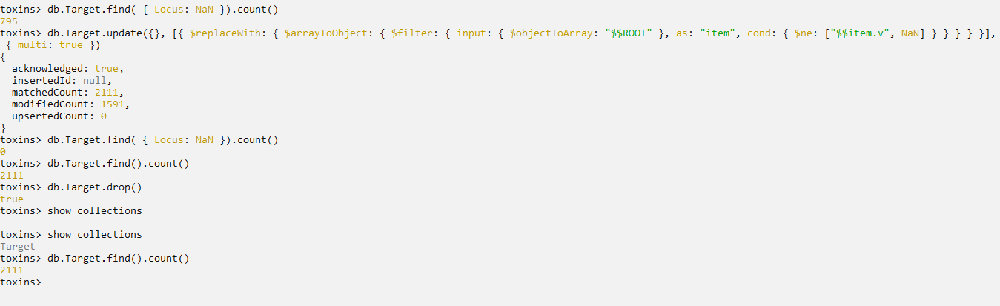 toxins> db.Target.find( { Locus: NaN }).count()
795
toxins> db.Target.update({}, [{ $replaceWith: { $arrayToObject: { $filter: { input: { $objectToArray: "$$ROOT" }, as: "item", cond: { $ne: ["$$item.v", NaN] } } } } }],
{ multi: true })
{
  acknowledged: true,
  insertedId: null,
  matchedCount: 2111,
  modifiedCount: 1591,
  upsertedCount: 0
}
toxins> db.Target.find( { Locus: NaN }).count()
0
toxins> db.Target.find().count()
2111
toxins> db.Target.drop()
true
toxins> show collections
toxins> show collections
Target
toxins> db.Target.find().count()
2111
toxins>